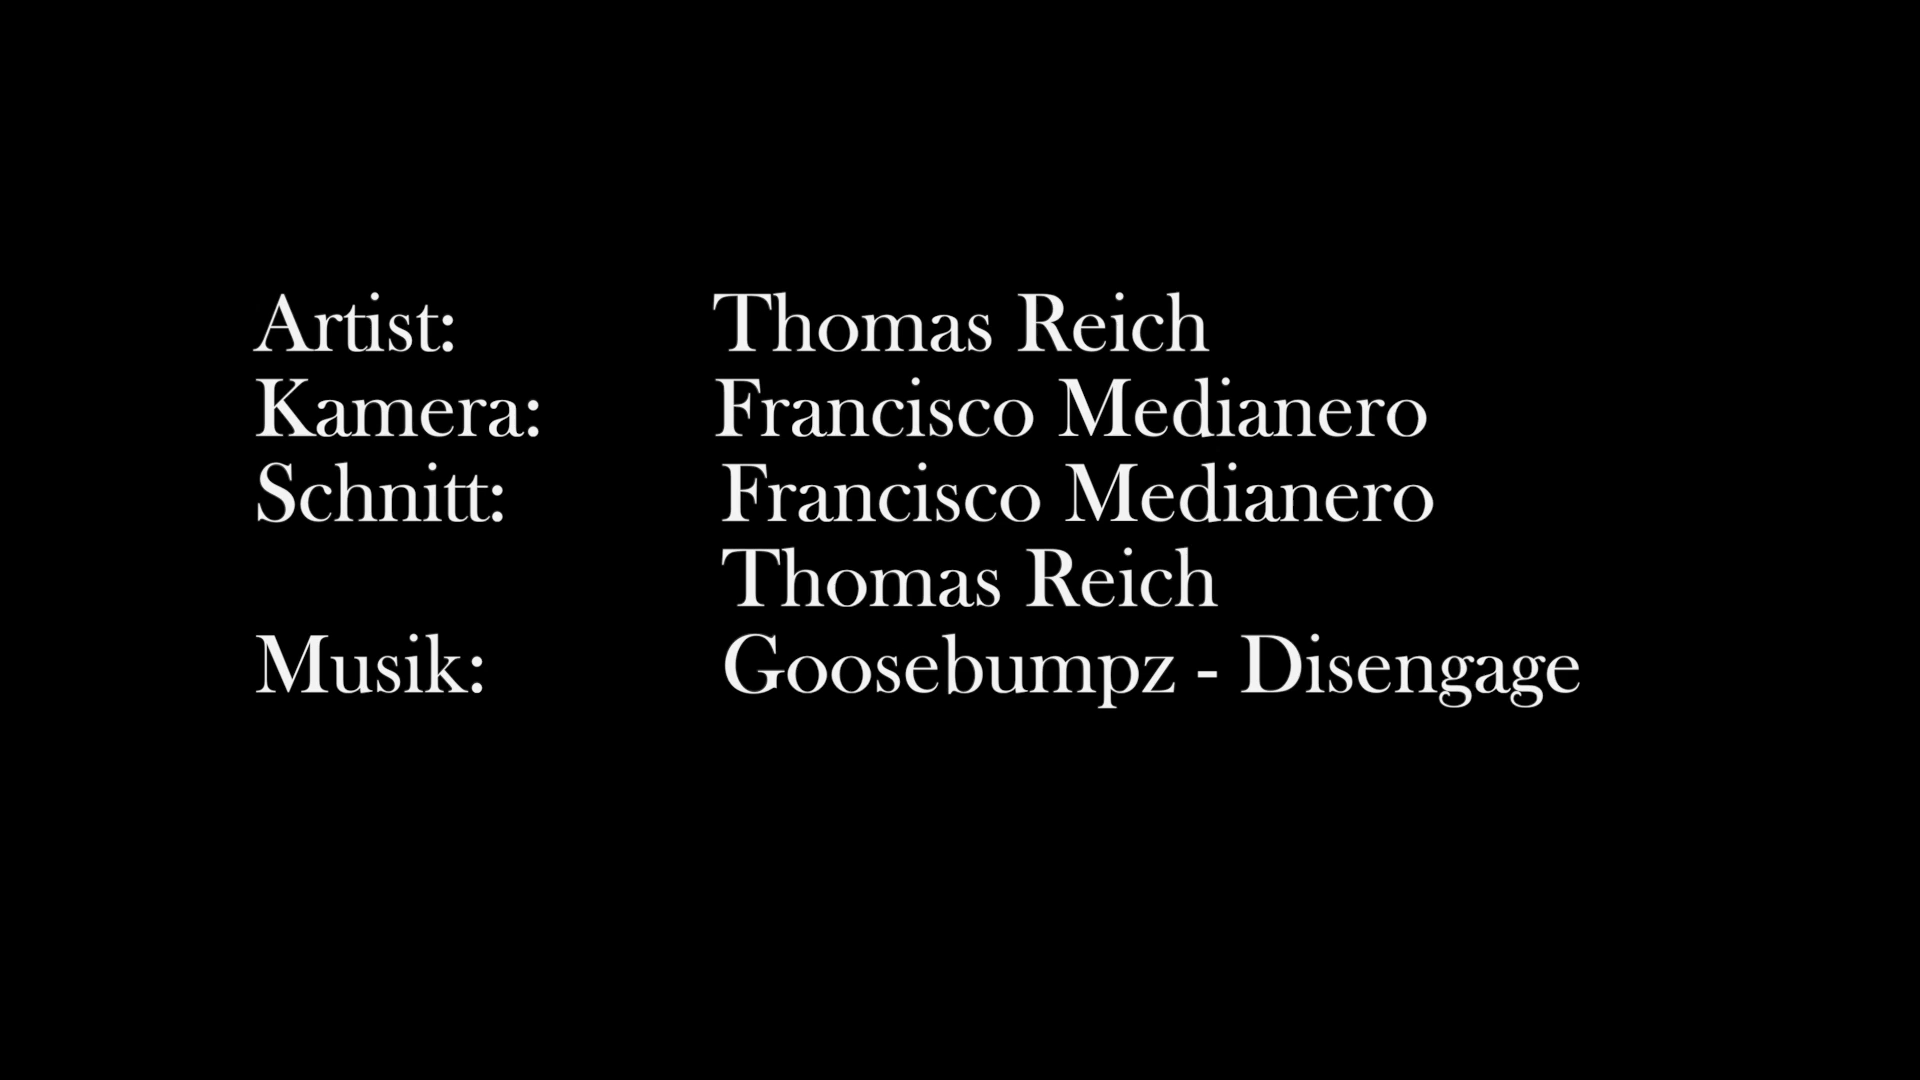 Artist: Thomas Reich
Kamera: Francisco Medianero
Schnitt: Francisco Medianero
Thomas Reich
Musik: Goosebumpz - Disengage